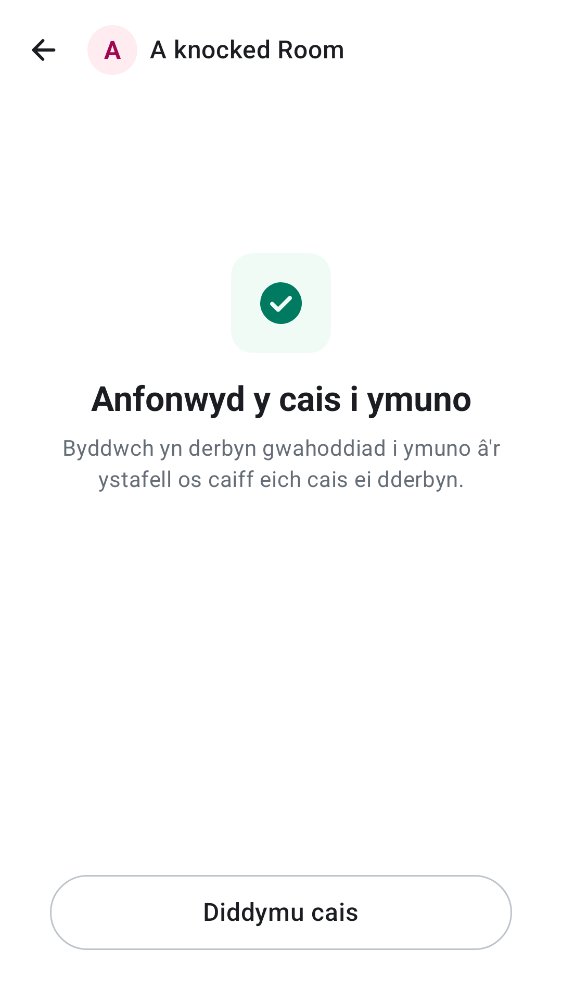 A A knocked Room
Anfonwyd y cais i ymuno
Byddwch yn derbyn gwahoddiad i ymuno â'r
ystafell os caiff eich cais ei dderbyn.
Diddymu cais